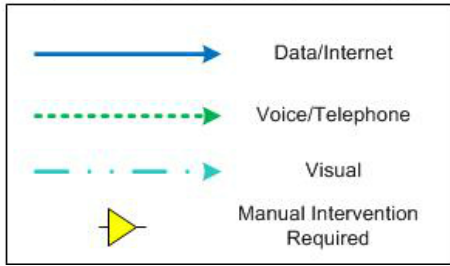 Data/Internet
Voice/Telephone
Visual
Manual Intervention
Required